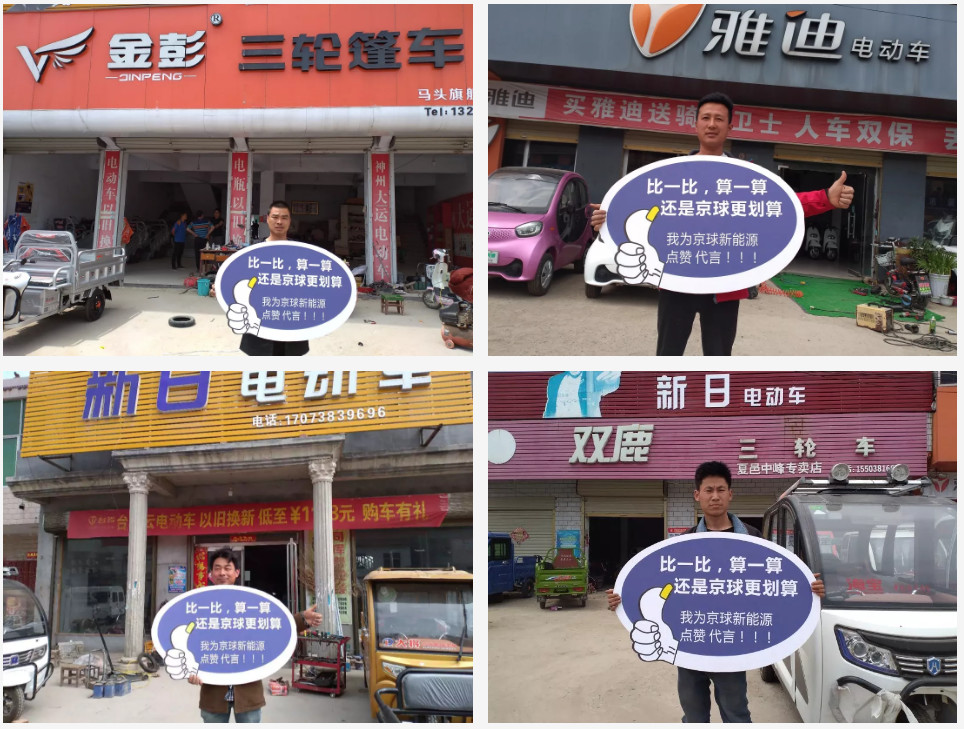 金彭®
JINPENG
三轮篷车
马头旗舰
Tel:132
电动车以旧换
电瓶以旧
神州大运电动车
比一比，算一算
还是京球更划算
我为京球新能源
点赞 代言！！！
雅迪 电动车
雅迪
买雅迪送骑 卫士 人车双保
比一比，算一算
还是京球更划算
我为京球新能源
点赞 代言！！！
新日 电动车
电话:17073839696
以旧换新 低至¥11 8元 购车有礼
比一比，算一算
还是京球更划算
我为京球新能源
点赞 代言！！！
新日 电动车
双鹿
三轮车
夏邑中峰专卖店
比一比，算一算
还是京球更划算
我为京球新能源
点赞 代言！！！